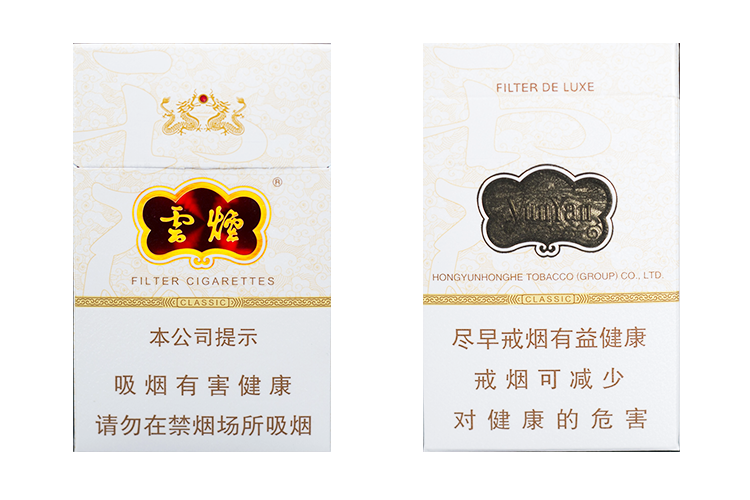 雲煙
®
FILTER CIGARETTES
CLASSIC
本公司提示
吸烟有害健康
请勿在禁烟场所吸烟
FILTER DE LUXE
YunYan
HONGYUNHONGHE TOBACCO (GROUP) CO., LTD.
CLASSIC
尽早戒烟有益健康
戒烟可减少
对健康的危害